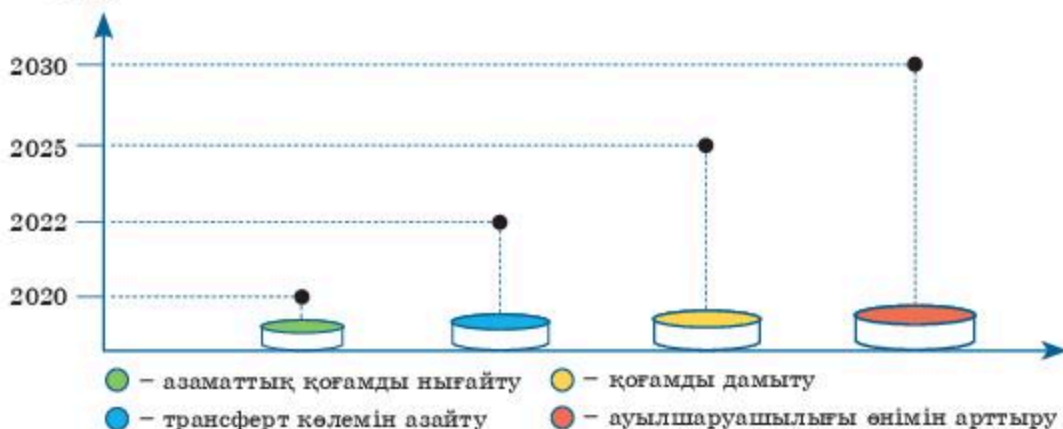 2030
2025
2022
2020
– азаматтық қоғамды нығайту – қоғамды дамыту
– трансферт көлемін азайту – ауылшаруашылығы өнімін арттыру